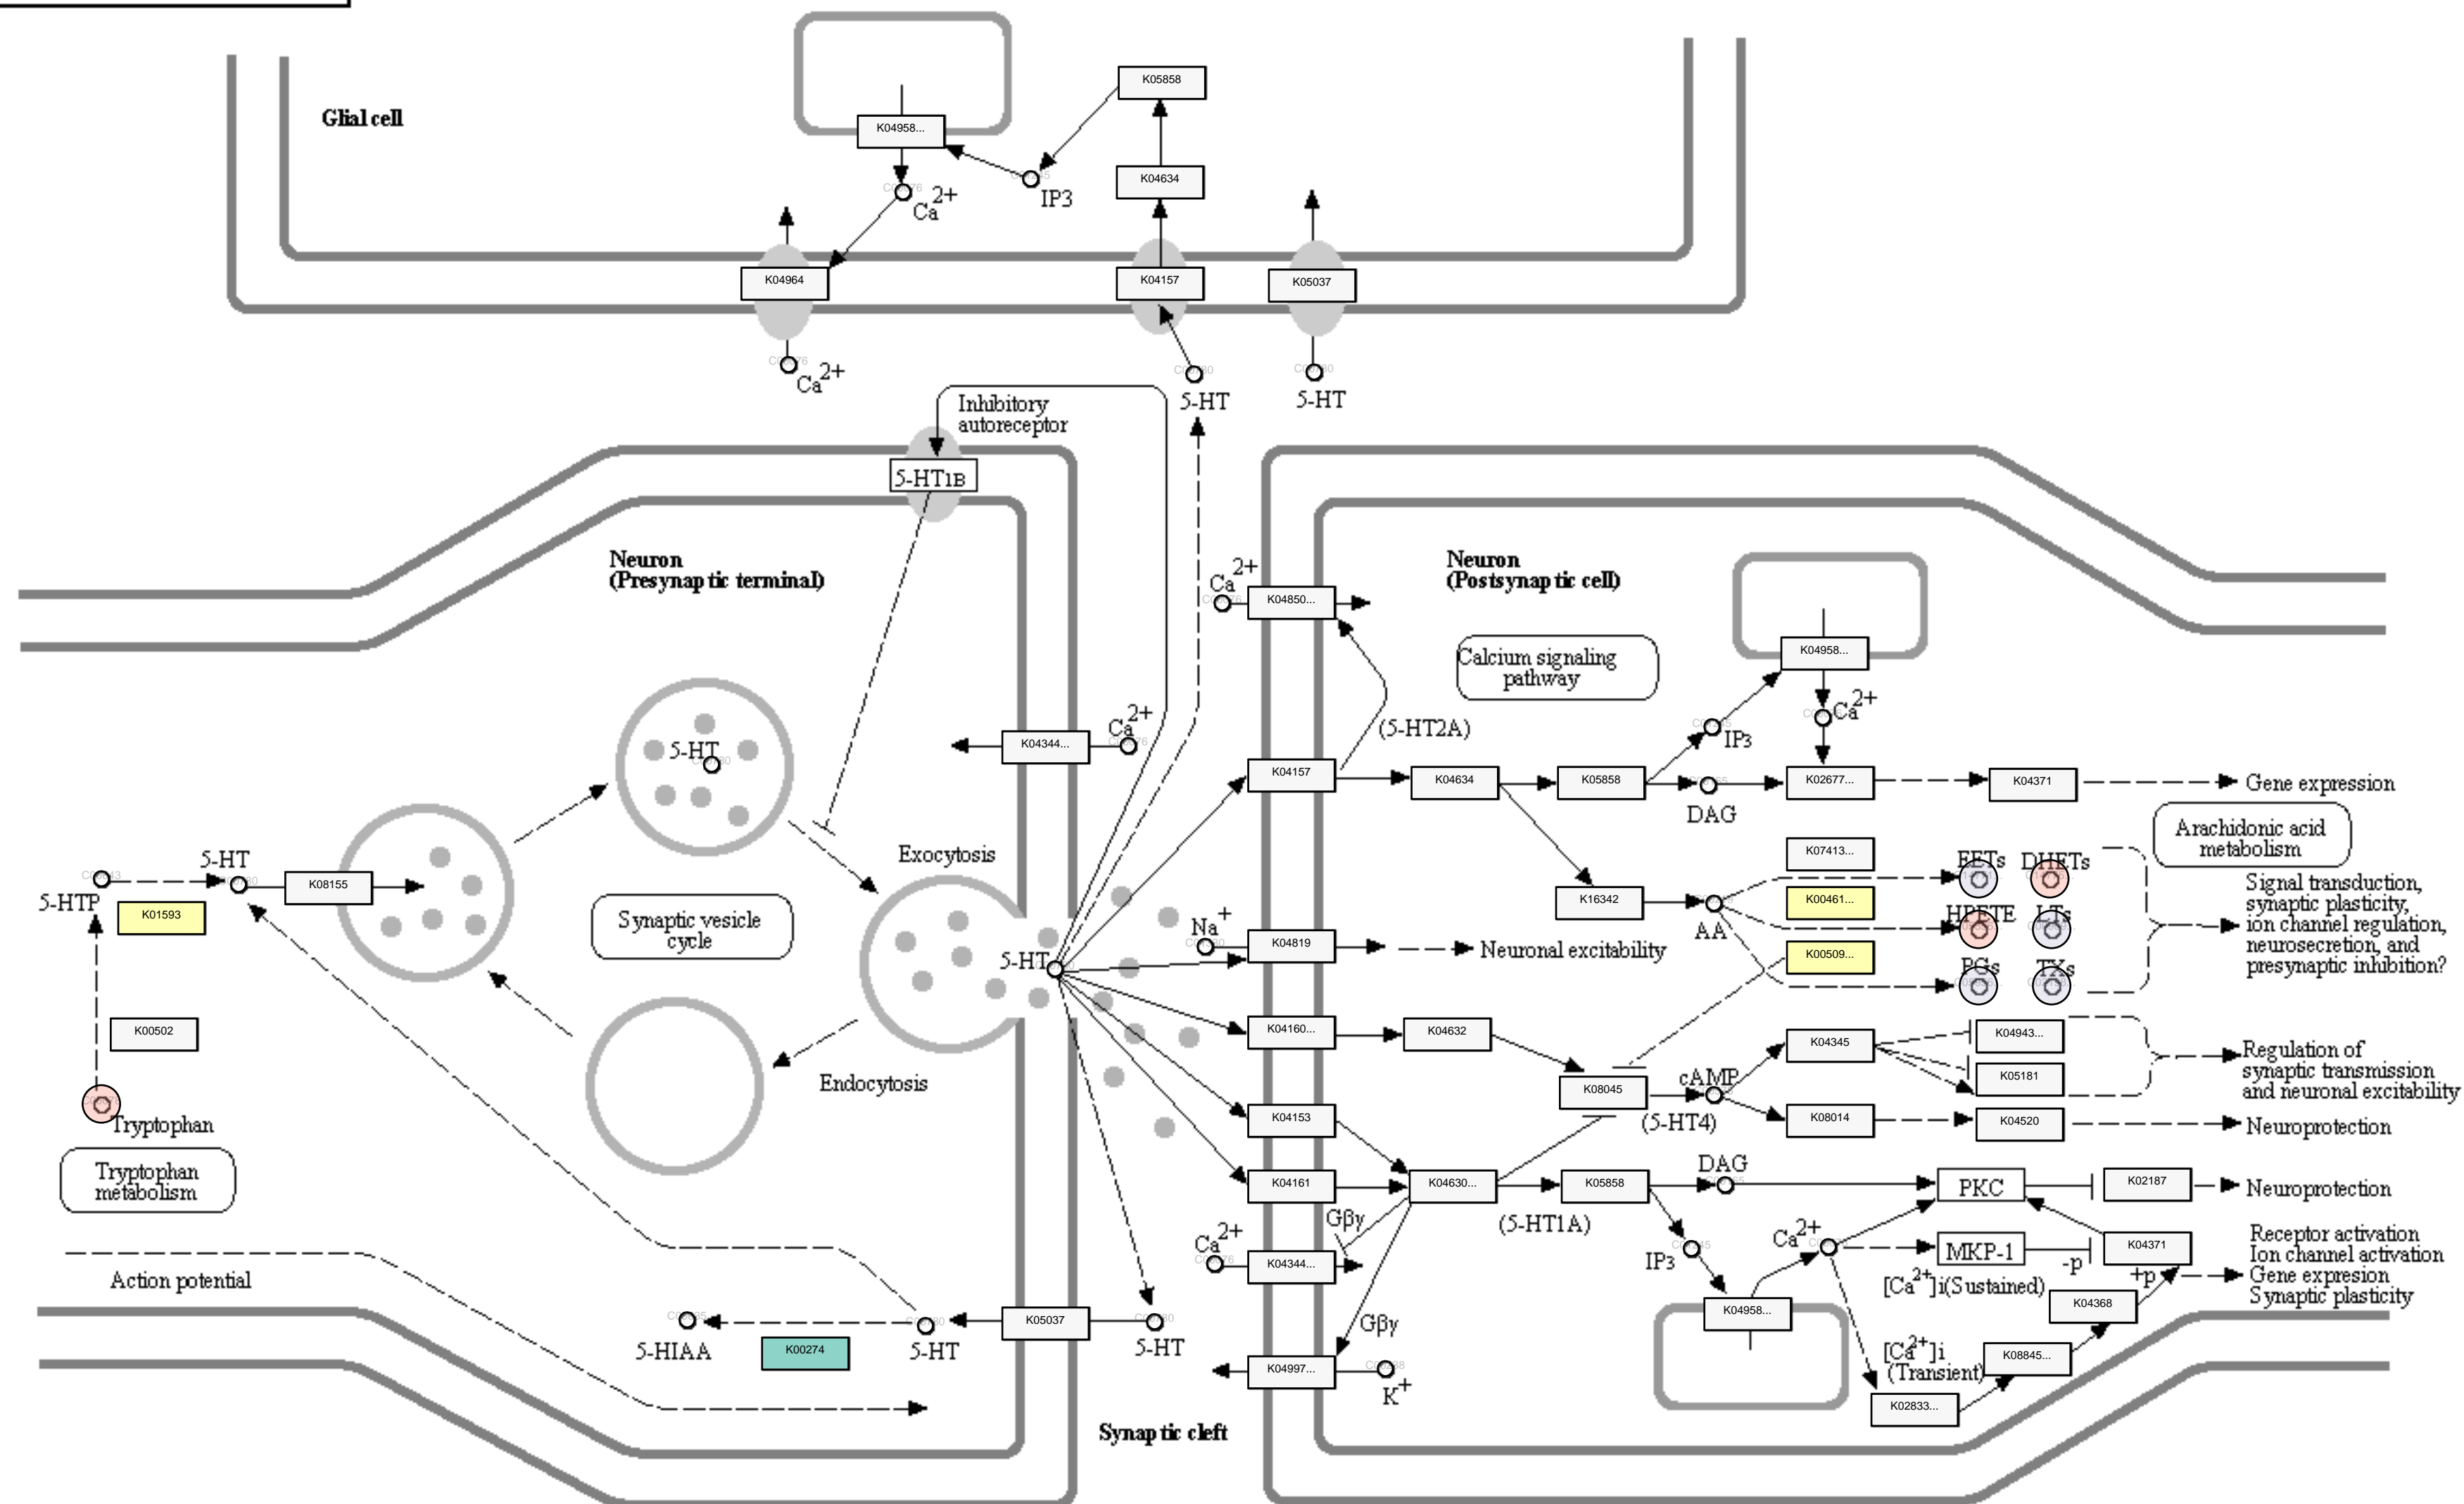 K05858
Glial cell
K04958...
K04634
IP3
Ca2+
K04964
K04157
K05037
Ca2+
5-HT
5-HT
Inhibitory
autoreceptor
5-HT1B
Neuron
(Presynaptic terminal)
Neuron
(Postsynaptic cell)
Ca2+
K04850...
Calcium signaling
pathway
K04958...
Ca2+
(5-HT2A)
IP3
5-HT
K04344...
Ca2+
K04157
K04634
K05858
DAG
K02677...
K04371
Gene expression
Arachidonic acid
metabolism
Exocytosis
K07413...
EETs
DHETs
5-HT
5-HTP
K08155
K01593
K16342
AA
K00461...
HPETE
LTs
Signal transduction,
synaptic plasticity,
ion channel regulation,
neurosecretion, and
presynaptic inhibition?
Synaptic vesicle
cycle
Na+
K04819
Neuronal excitability
K00509...
PGs
TXs
5-HT
K00502
K04160...
K04632
K04345
K04943...
K05181
Regulation of
synaptic transmission
and neuronal excitability
Endocytosis
K08045
cAMP
(5-HT4)
K08014
K04520
Neuroprotection
Tryptophan
Tryptophan
metabolism
K04153
K04161
K04630...
K05858
(5-HT1A)
DAG
PKC
K02187
Neuroprotection
Gβγ
Ca2+
K04344...
IP3
Ca2+
MKP-1
-p
K04371
Receptor activation
Ion channel activation
Gene expresion
Synaptic plasticity
+p
[Ca2+]i(Sustained)
Action potential
K04958...
K04368
5-HIAA
K00274
5-HT
K05037
5-HT
Gβγ
[Ca2+]i
(Transient)
K08845...
K04997...
K+
K02833...
Synaptic cleft